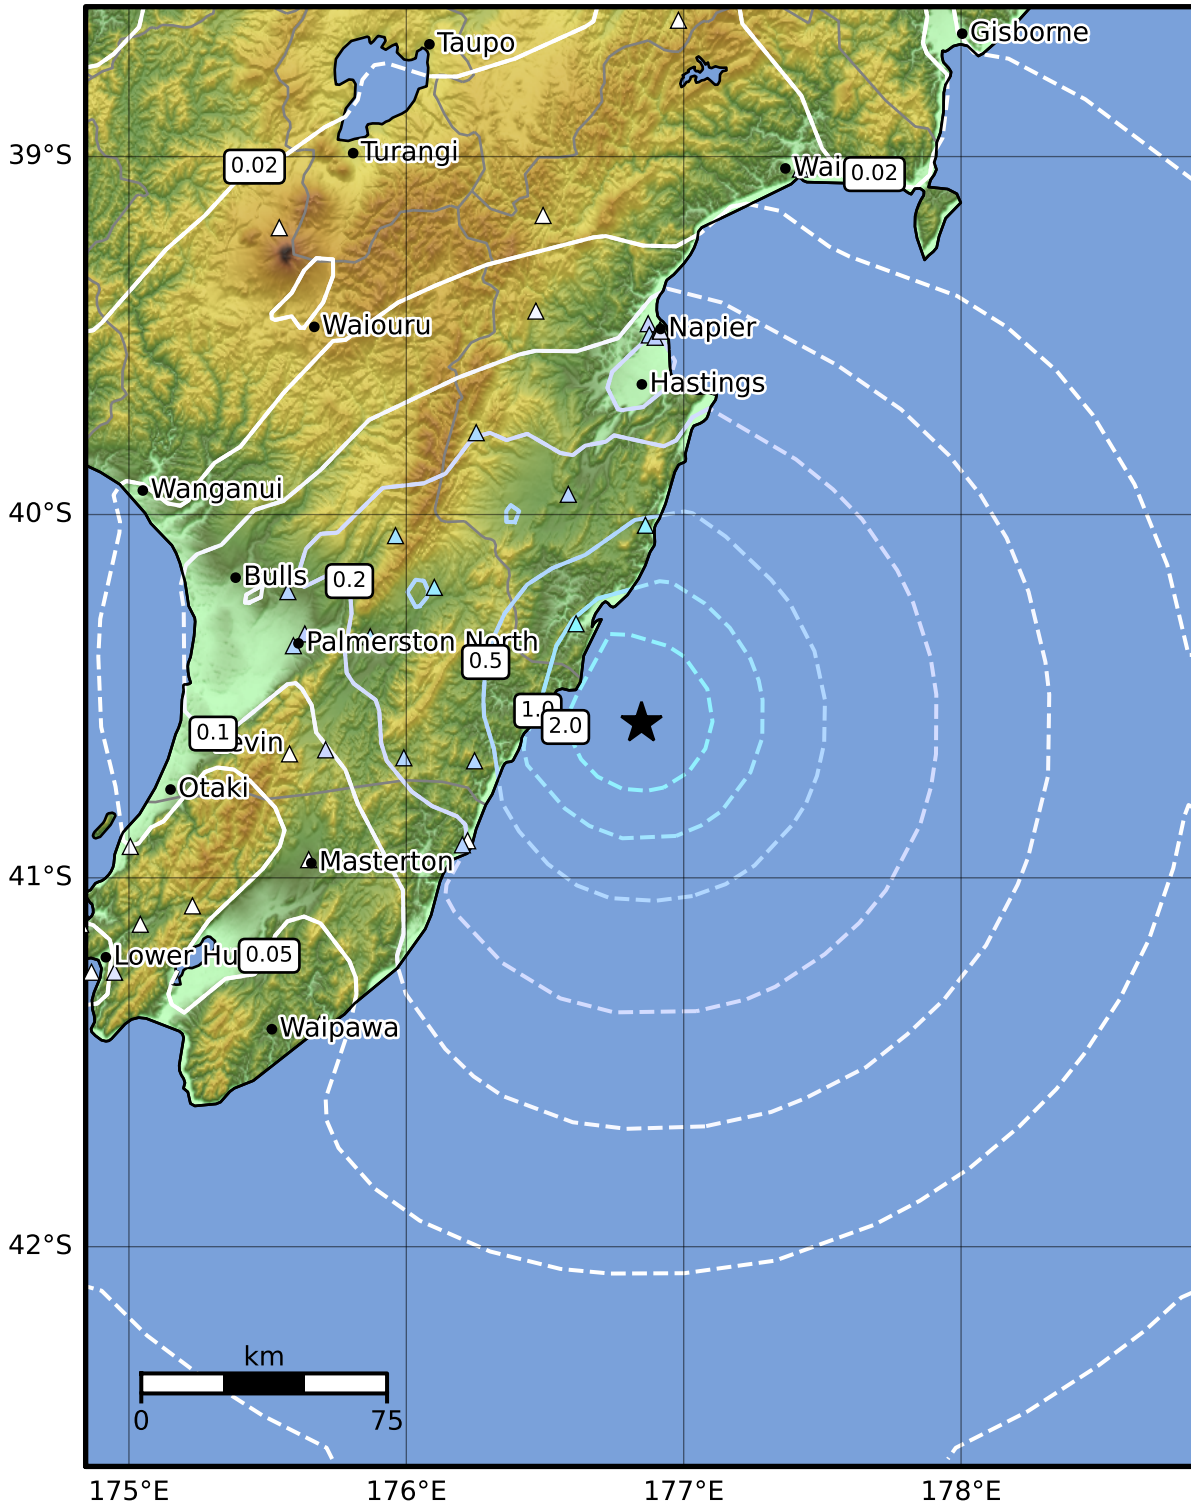 Taupo
Gisborne
Turangi
39°S
0.02
Wai
0.02
Waiouru
Napier
Hastings
Wanganui
40°S
Bulls
0.2
Palmerston North
0.5
1.0
2.0
0.1
evin
Otaki
Masterton
41°S
Lower Hu
0.05
Waipawa
42°S
km
0
75
175°E
176°E
177°E
178°E